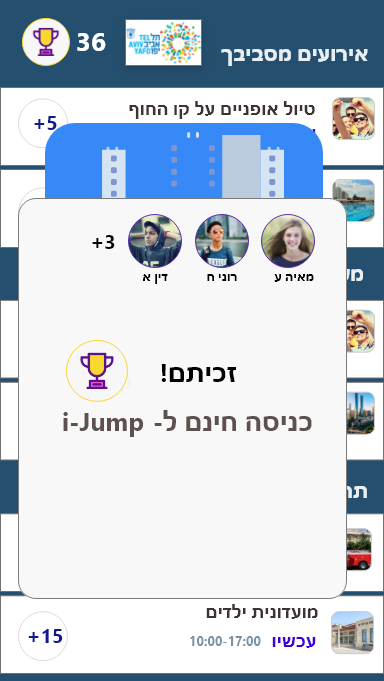 אירועים מסביבך
תל אביב יפו TEL AVIV YAFO
36
טיול אופניים על קו החוף
+5
מאיה ע
רוני ח
דין א
+3
זכיתם!
כניסה חינם ל- i-Jump
מועדונית ילדים
עכשיו 10:00-17:00
+15